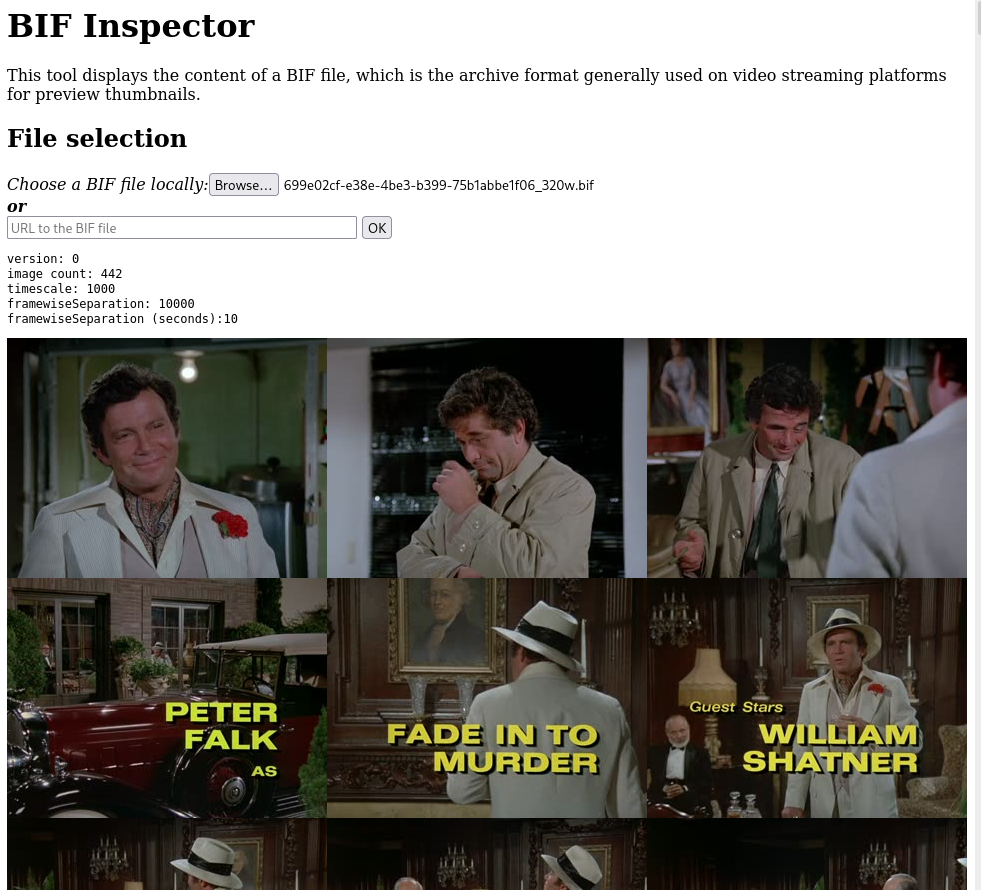 BIF Inspector
This tool displays the content of a BIF file, which is the archive format generally used on video streaming platforms
for preview thumbnails.
File selection
Choose a BIF file locally: Browse... 699e02cf-e38e-4be3-b399-75b1abbe1f06_320w.bif
or
URL to the BIF file OK
version: 0
image count: 442
timescale: 1000
framewiseSeparation: 10000
framewiseSeparation (seconds):10
PETER
FALK
AS
FADE IN TO
MURDER
Guest Stars
WILLIAM
SHATNER